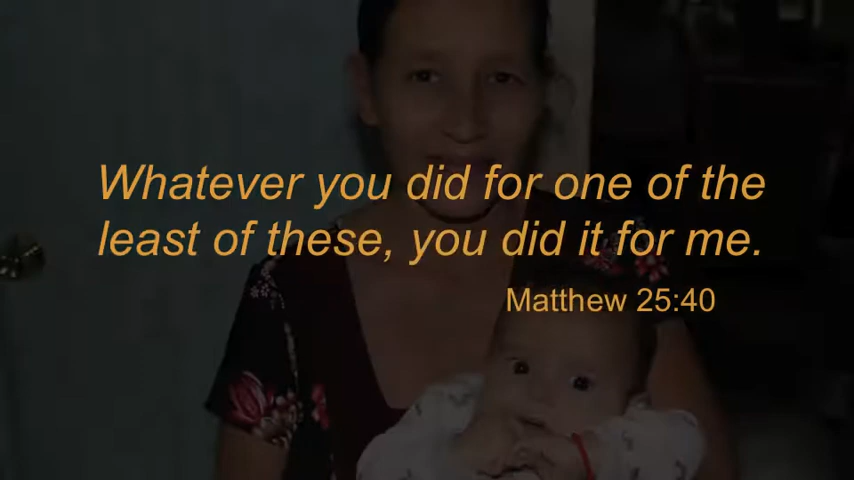 Whatever you did for one of the
least of these, you did it for me.
Matthew 25:40